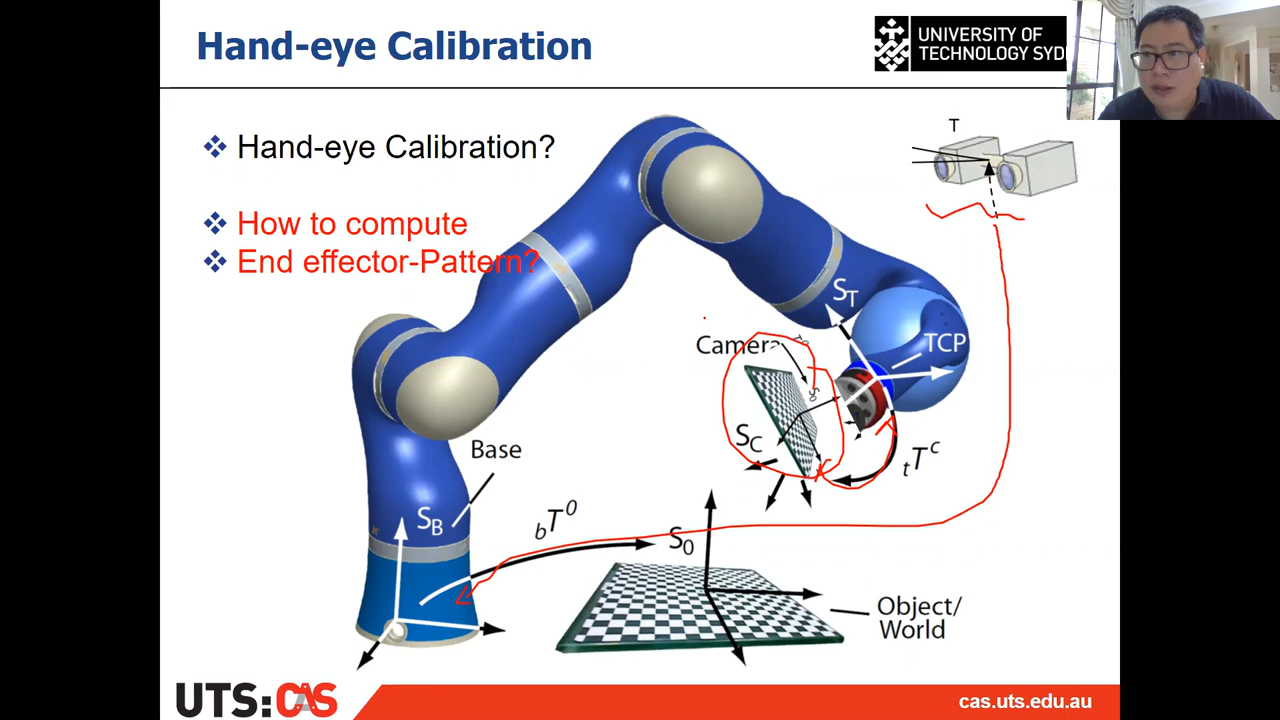 Hand-eye Calibration
UNIVERSITY OF
TECHNOLOGY SYD
❖ Hand-eye Calibration?
❖ How to compute
❖ End effector-Pattern?
T
S_T
TCP
Camera
S_0
S_C
tT^C
Base
S_B
bT^0
S_0
Object/
World
UTS:CAS
cas.uts.edu.au